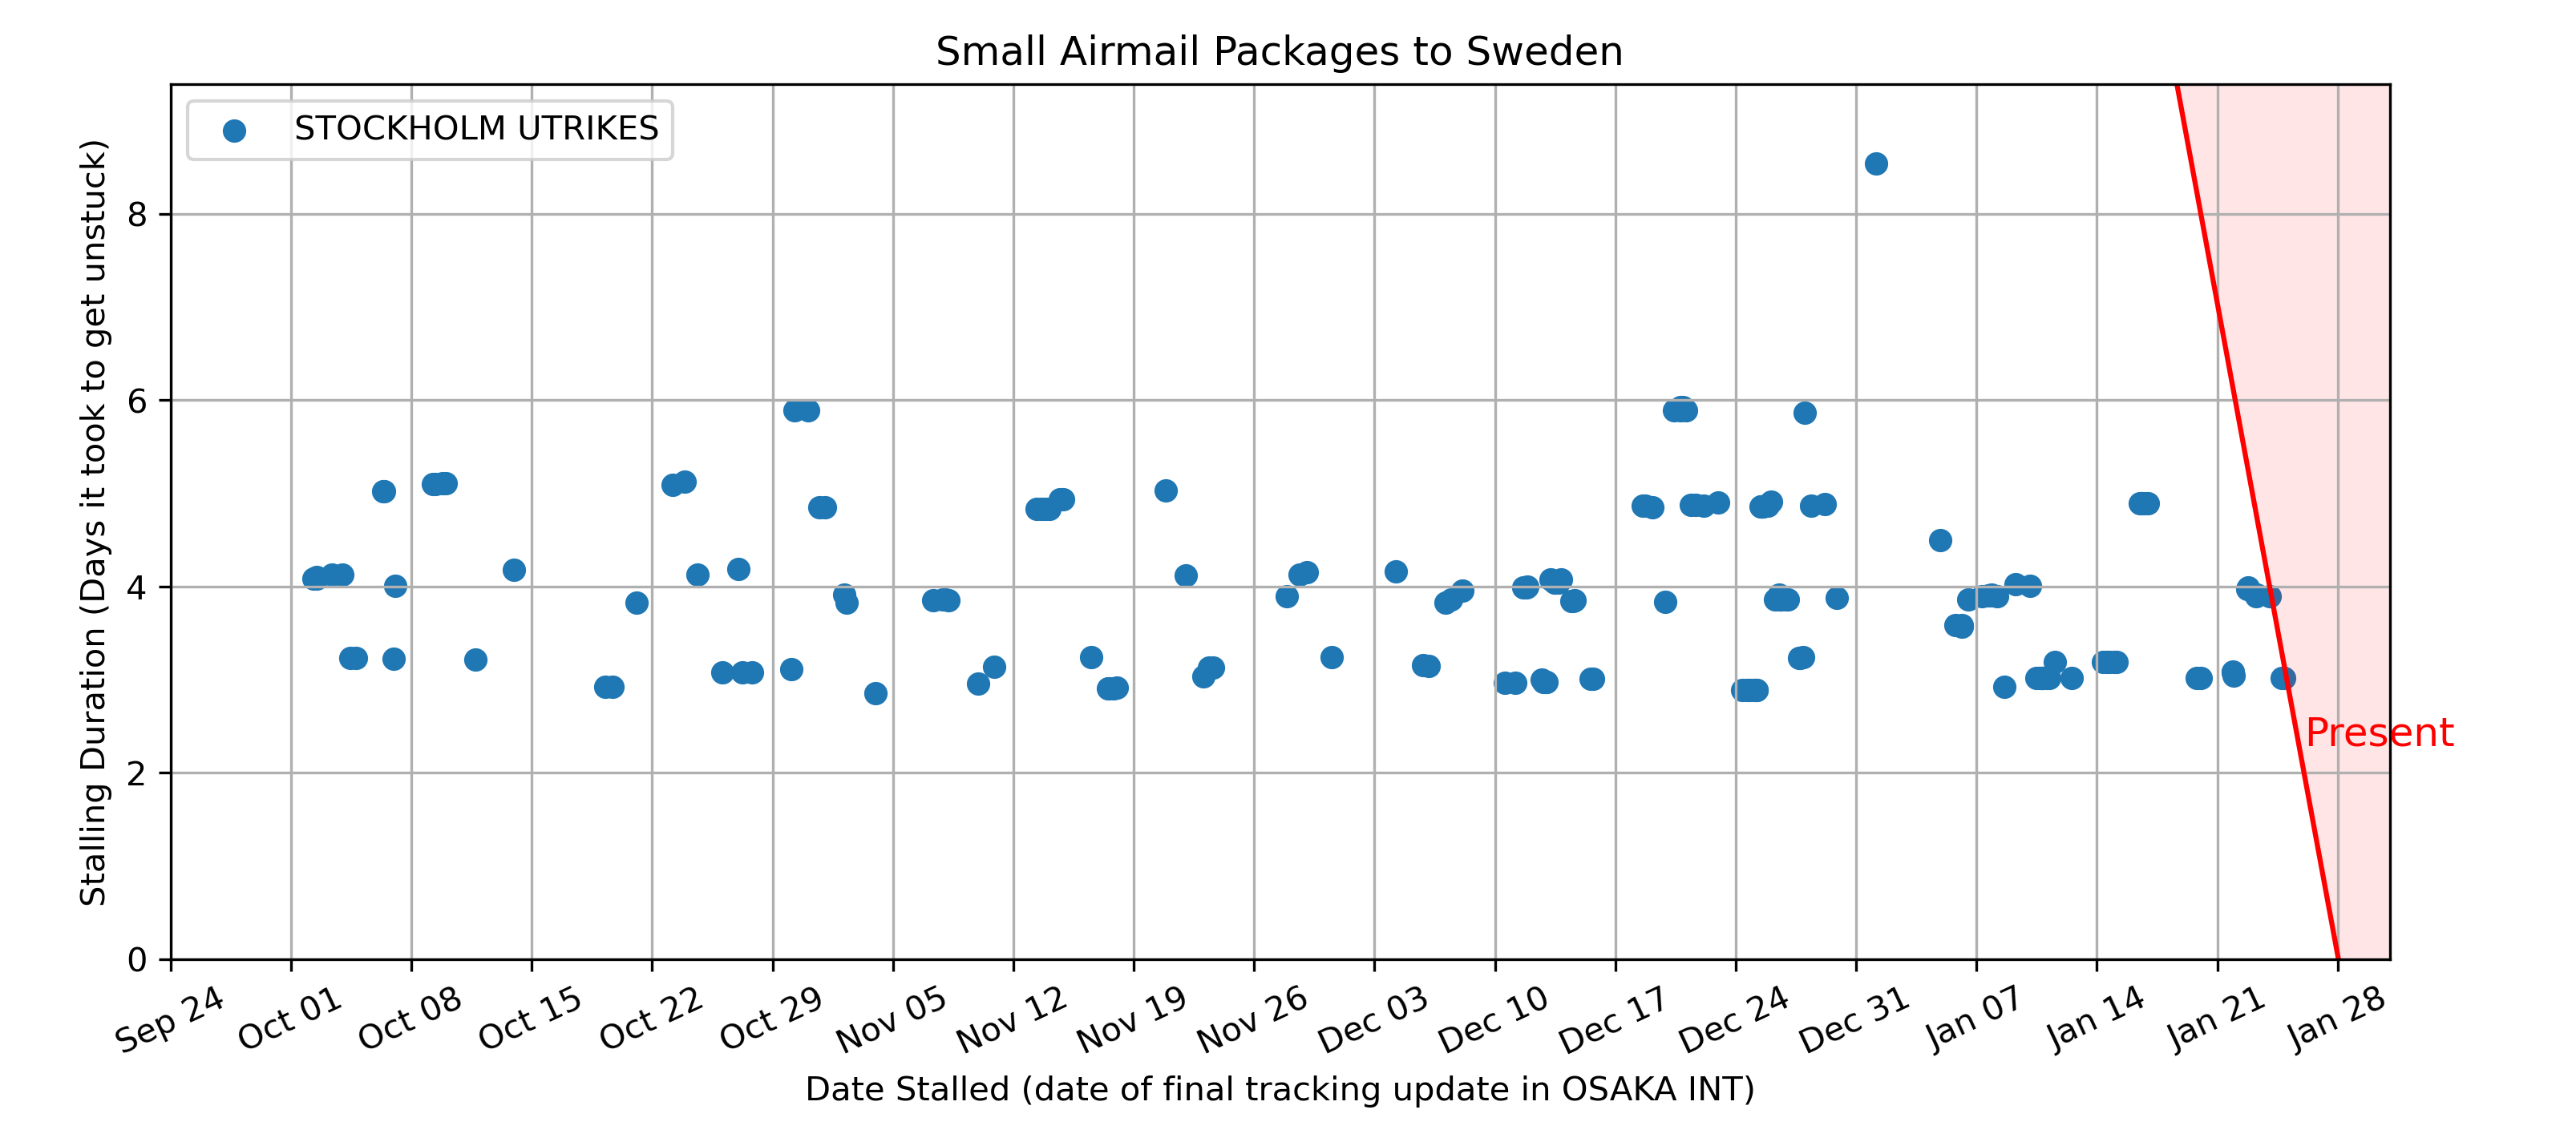 Small Airmail Packages to Sweden
STOCKHOLM UTRIKES
Stalling Duration (Days it took to get unstuck)
8
6
4
2
0
Present
Sep 24 Oct 01 Oct 08 Oct 15 Oct 22 Oct 29 Nov 05 Nov 12 Nov 19 Nov 26 Dec 03 Dec 10 Dec 17 Dec 24 Dec 31 Jan 07 Jan 14 Jan 21 Jan 28
Date Stalled (date of final tracking update in OSAKA INT)